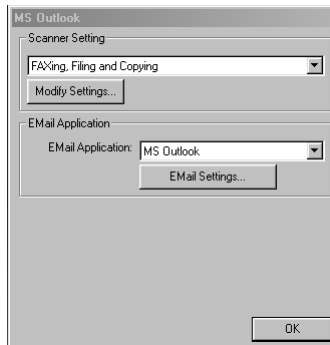 MS Outlook
Scanner Setting
FAXing, Filing and Copying
Modify Settings...
EMail Application
EMail Application: MS Outlook
EMail Settings...
OK